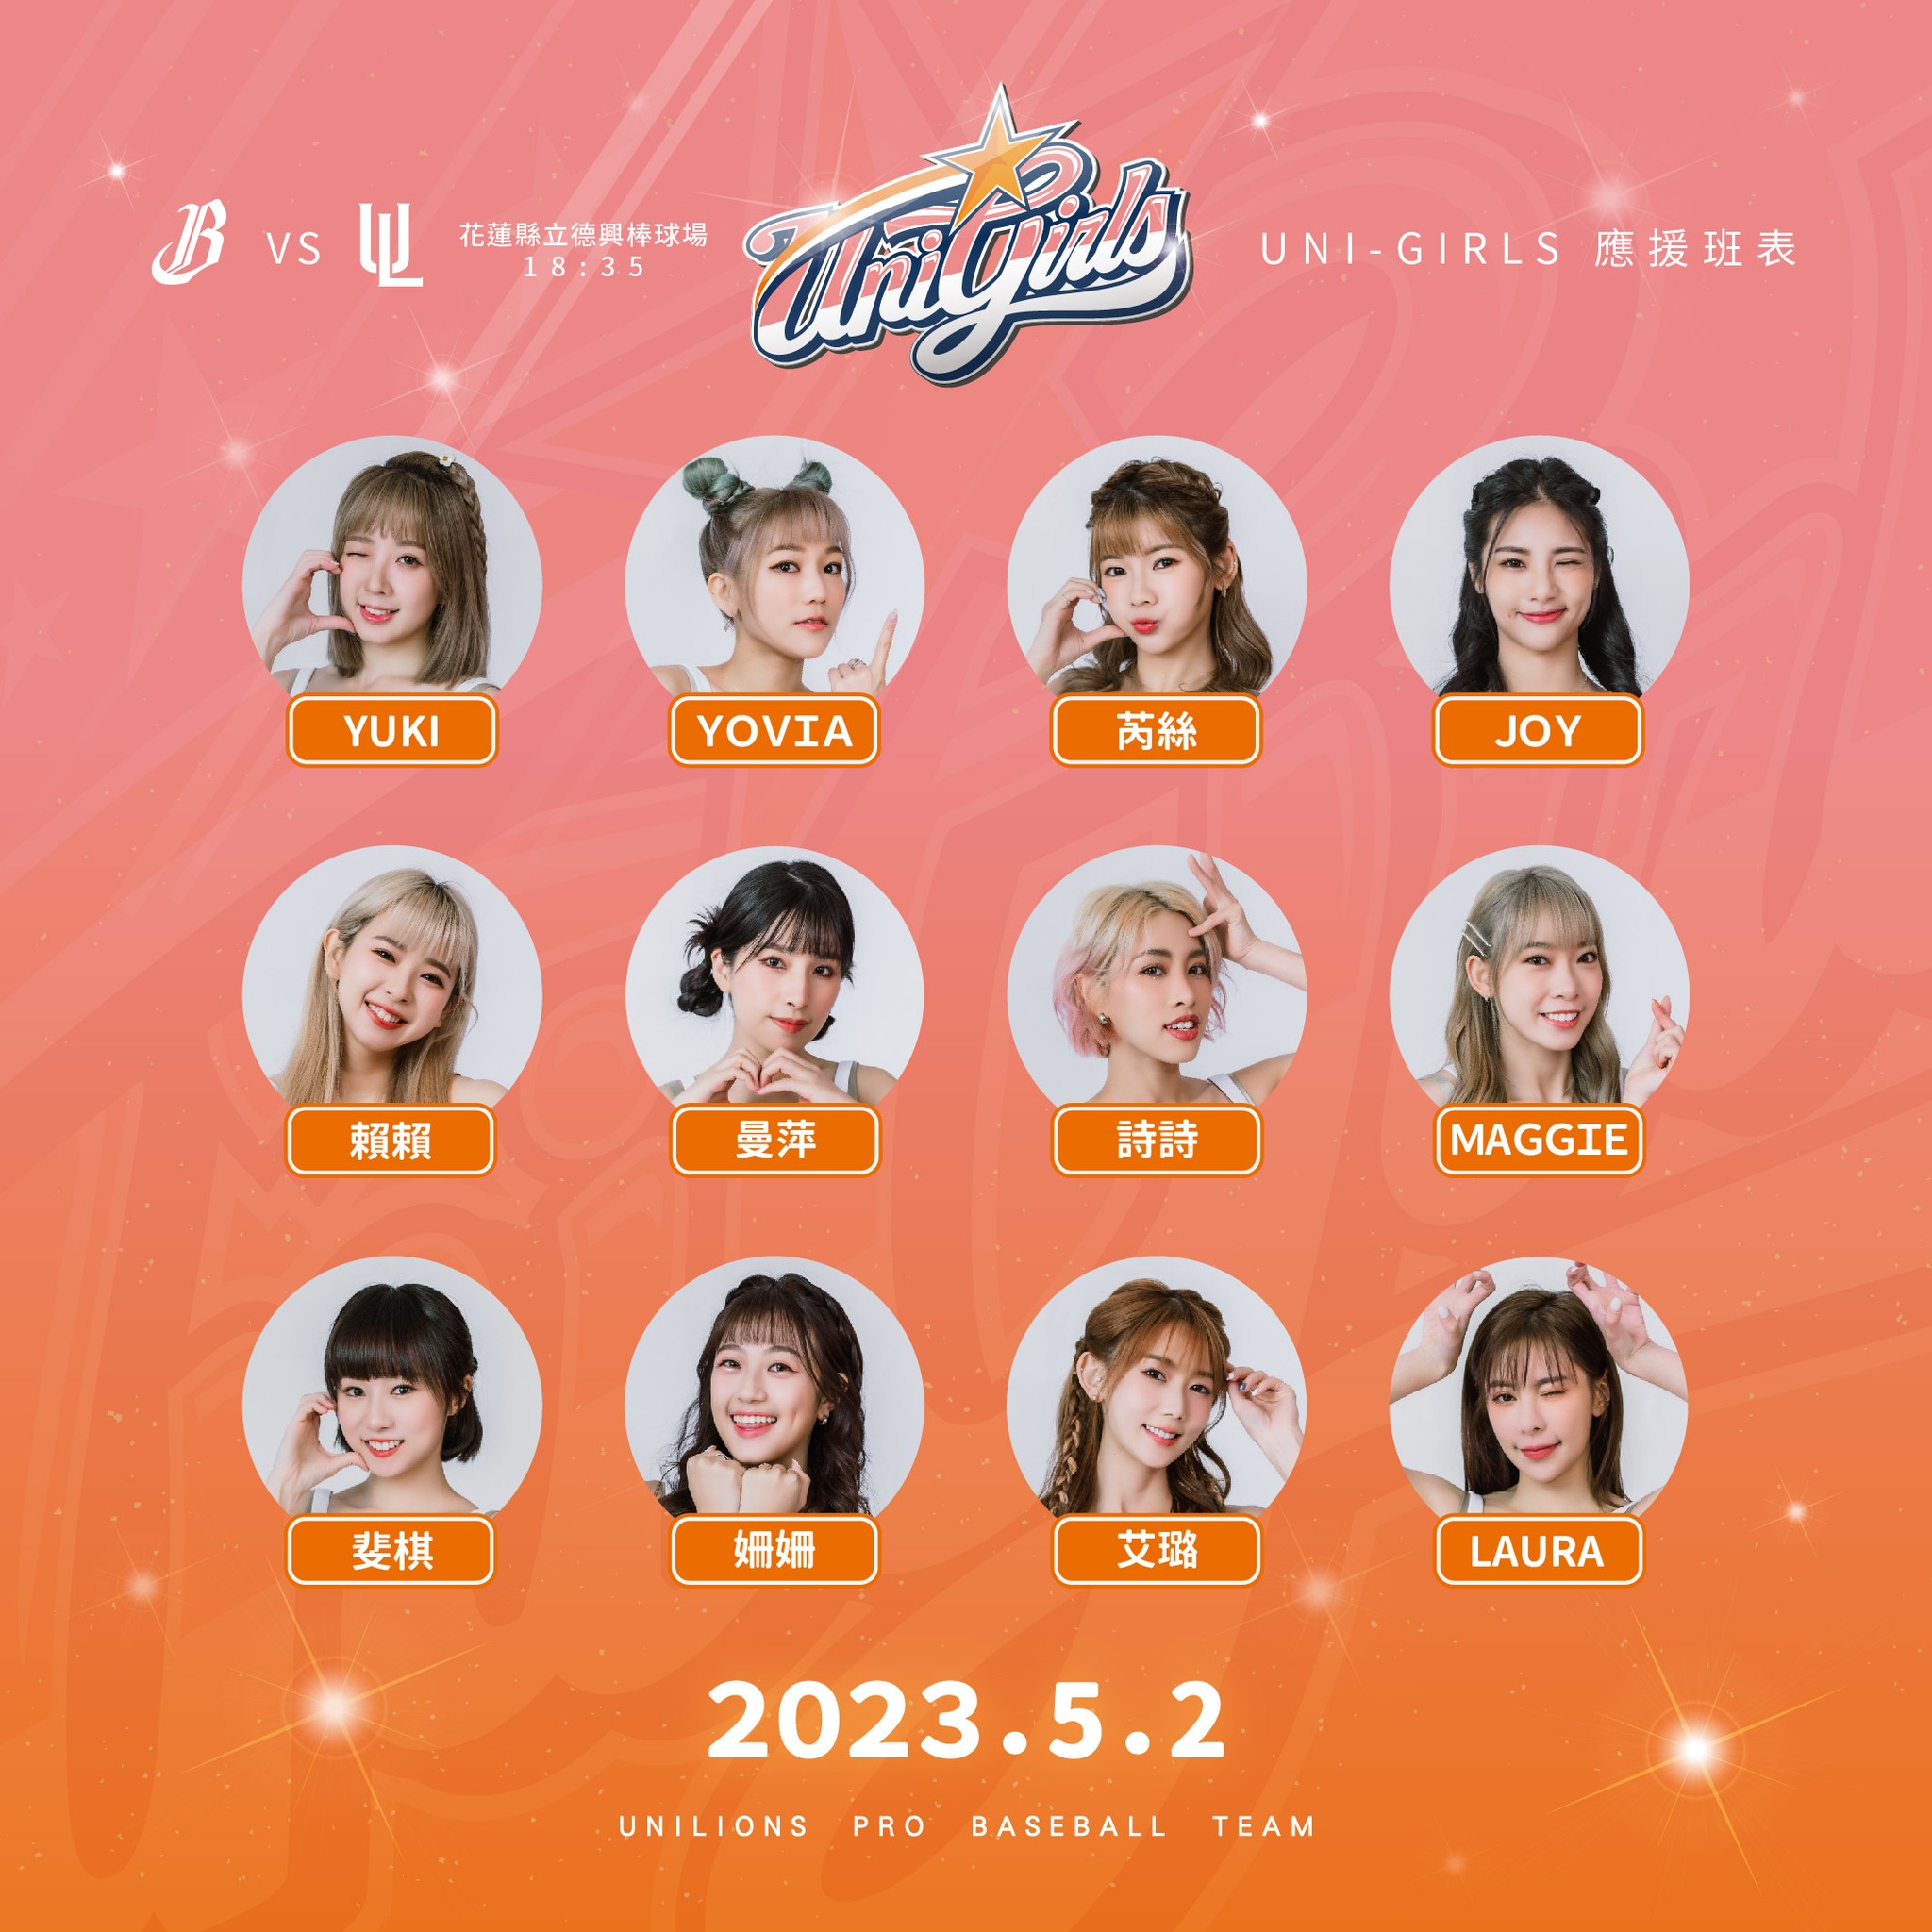 B VS UL
花蓮縣立德興棒球場
18:35
UniGirls
UNI-GIRLS 應援班表
YUKI
YOVIA
芮絲
JOY
賴賴
曼萍
詩詩
MAGGIE
斐棋
姍姍
艾璐
LAURA
2023.5.2
UNILIONS PRO BASEBALL TEAM